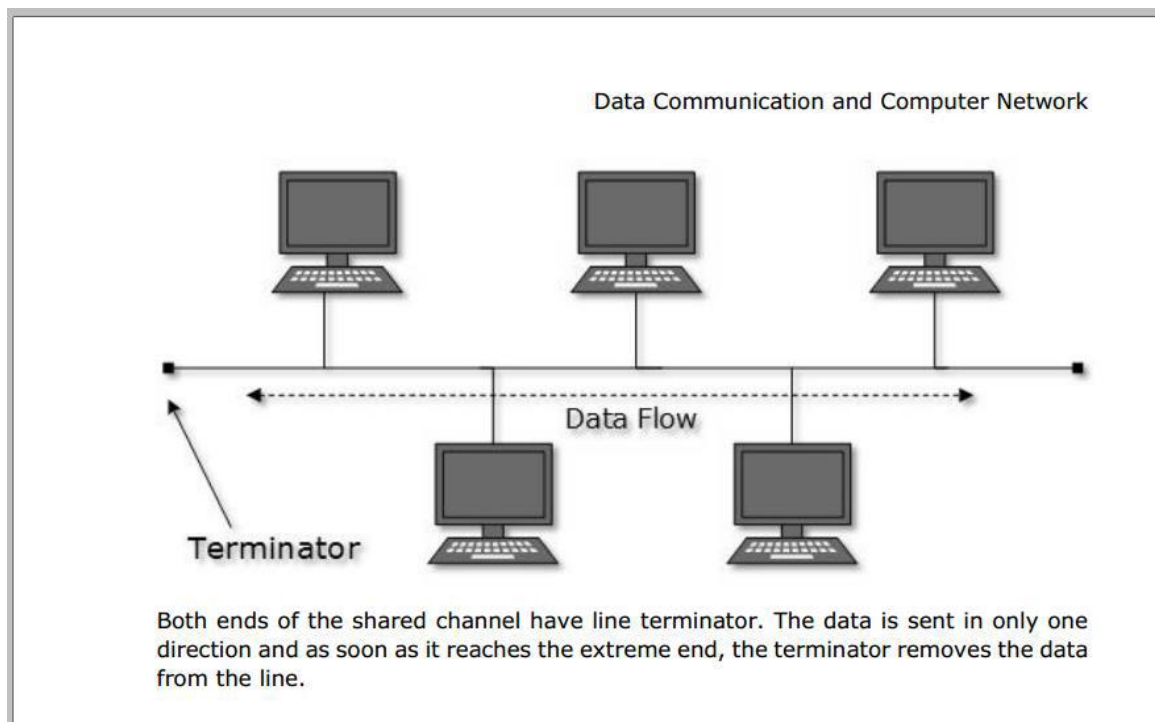 Data Communication and Computer Network
Data Flow
Terminator
Both ends of the shared channel have line terminator. The data is sent in only one
direction and as soon as it reaches the extreme end, the terminator removes the data
from the line.